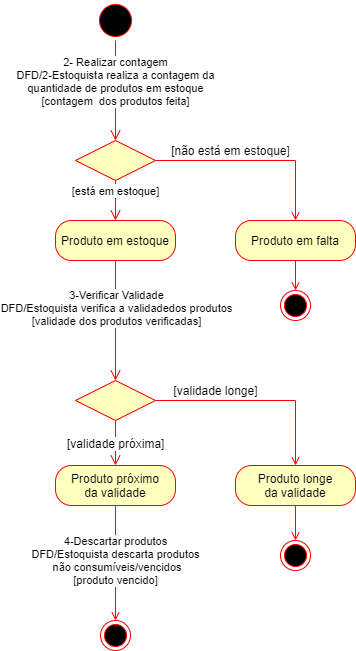 2- Realizar contagem
DFD/2-Estoquista realiza a contagem da
quantidade de produtos em estoque
[contagem  dos produtos feita]
[não está em estoque]
[está em estoque]
Produto em estoque
Produto em falta
3-Verificar Validade
DFD/Estoquista verifica a validadedos produtos
[validade dos produtos verificadas]
[validade longe]
[validade próxima]
Produto próximo
da validade
Produto longe
da validade
4-Descartar produtos
DFD/Estoquista descarta produtos
não consumíveis/vencidos
[produto vencido]